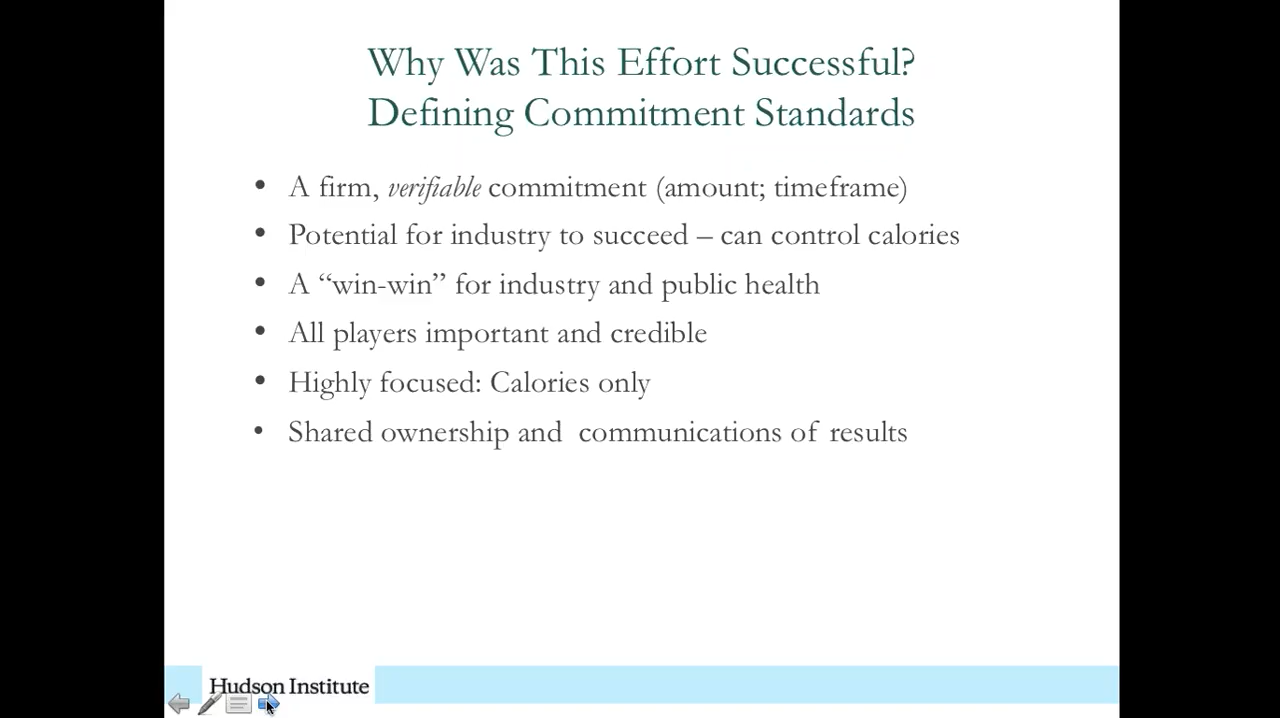 Why Was This Effort Successful?
Defining Commitment Standards
• A firm, verifiable commitment (amount; timeframe)
• Potential for industry to succeed – can control calories
• A “win-win” for industry and public health
• All players important and credible
• Highly focused: Calories only
• Shared ownership and  communications of results
Hudson Institute